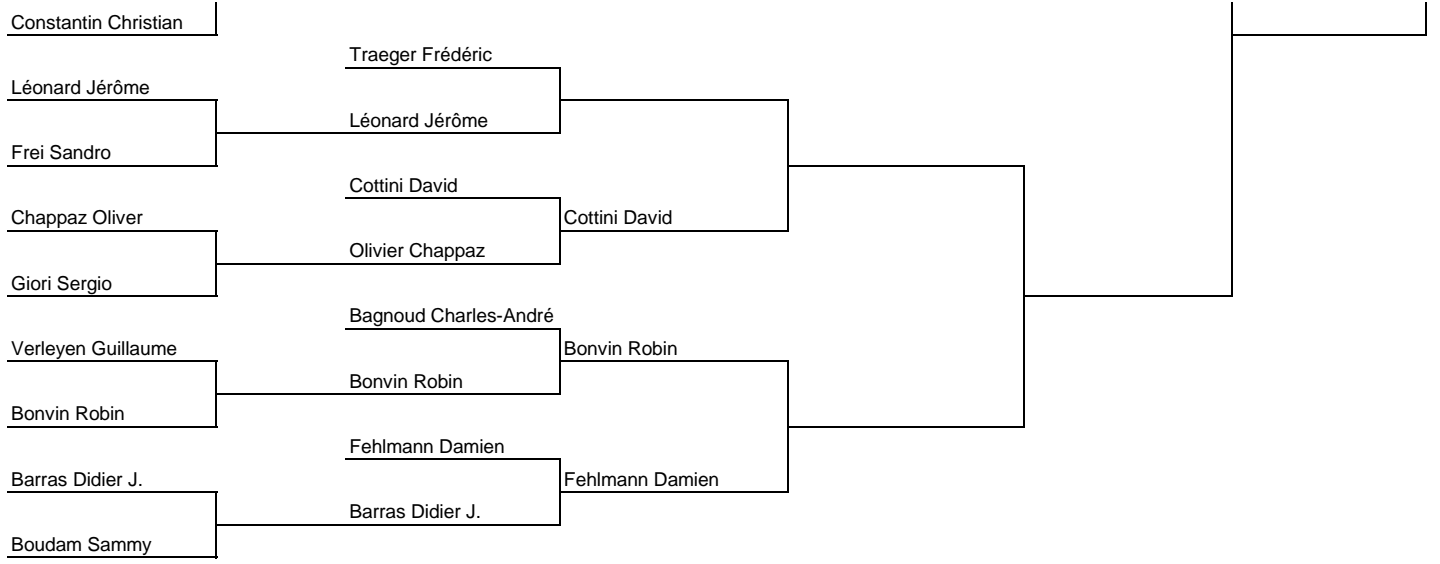 Constantin Christian
Traeger Frédéric
Léonard Jérôme
Léonard Jérôme
Frei Sandro
Cottini David
Chappaz Oliver
Cottini David
Olivier Chappaz
Giori Sergio
Bagnoud Charles-André
Verleyen Guillaume
Bonvin Robin
Bonvin Robin
Bonvin Robin
Fehlmann Damien
Barras Didier J.
Fehlmann Damien
Barras Didier J.
Boudam Sammy